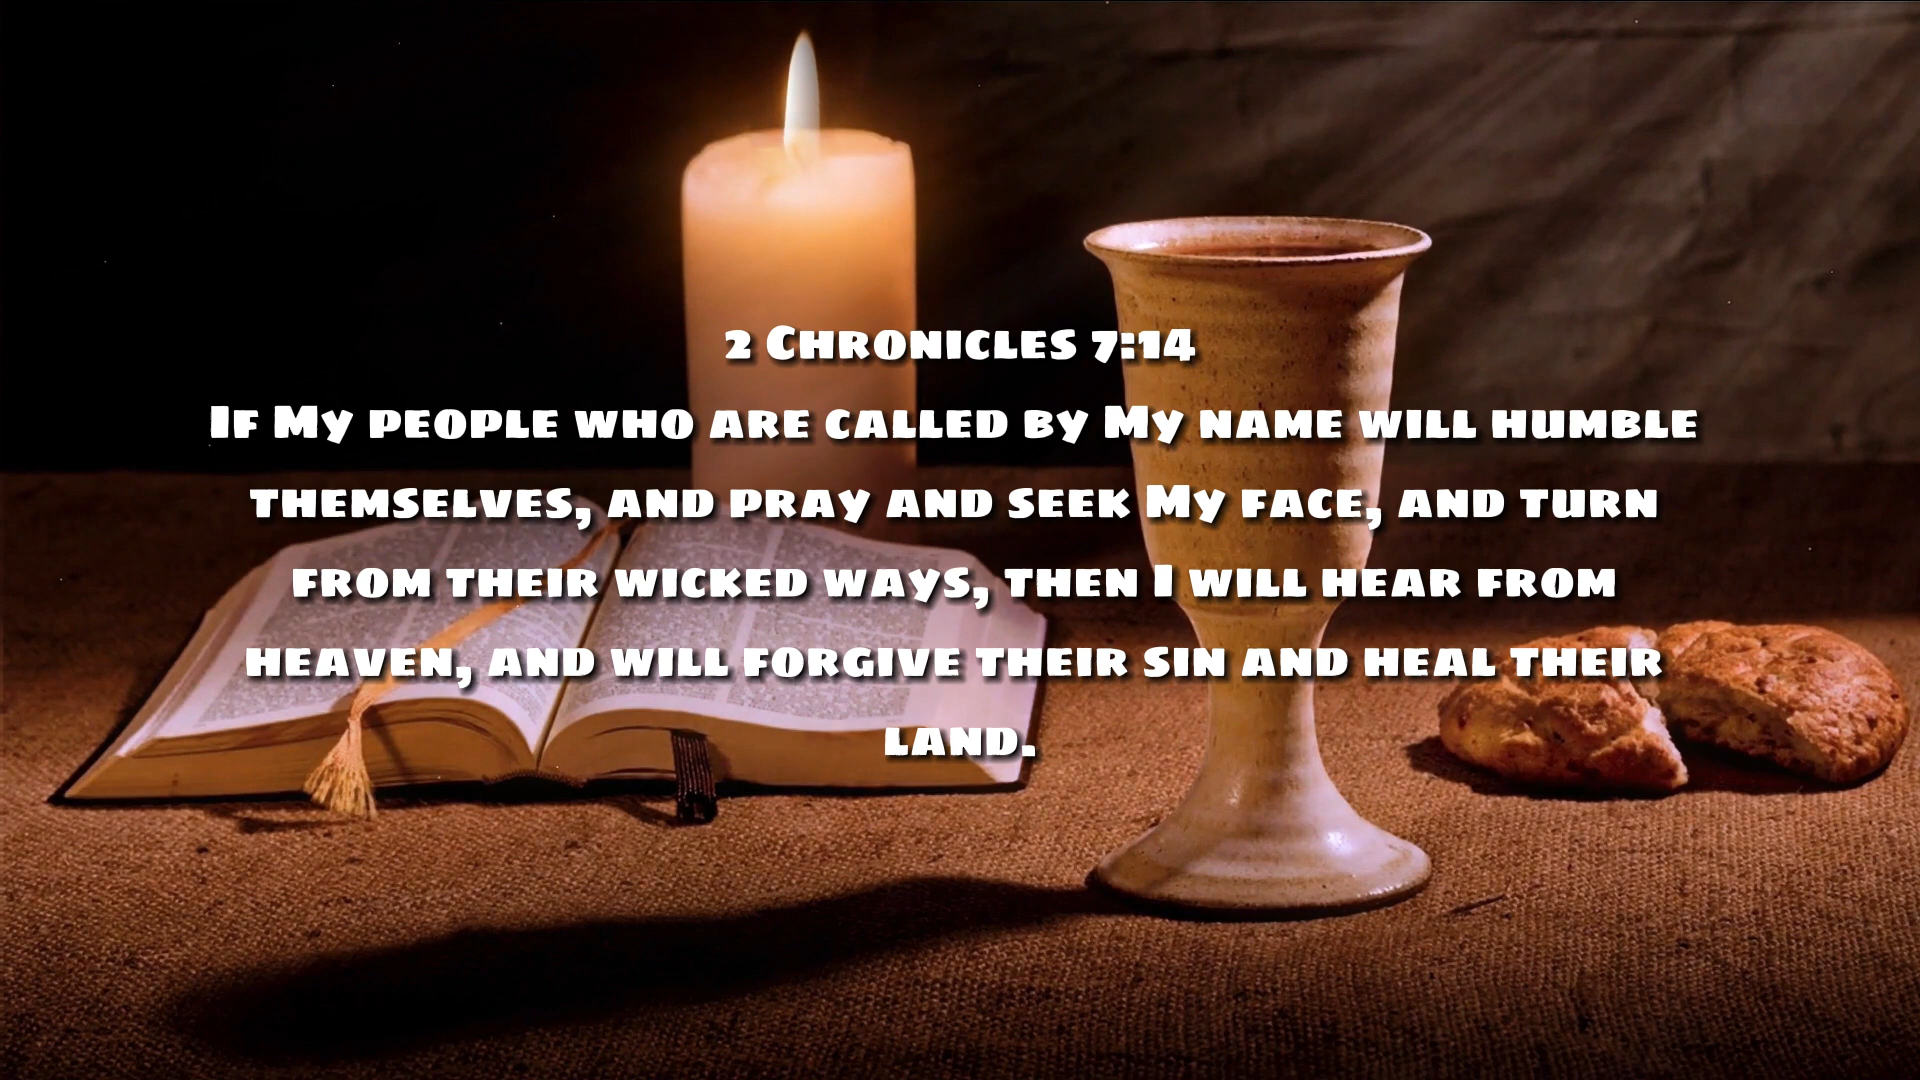 2 Chronicles 7:14
If My people who are called by My name will humble
themselves, and pray and seek My face, and turn
from their wicked ways, then I will hear from
heaven, and will forgive their sin and heal their
land.